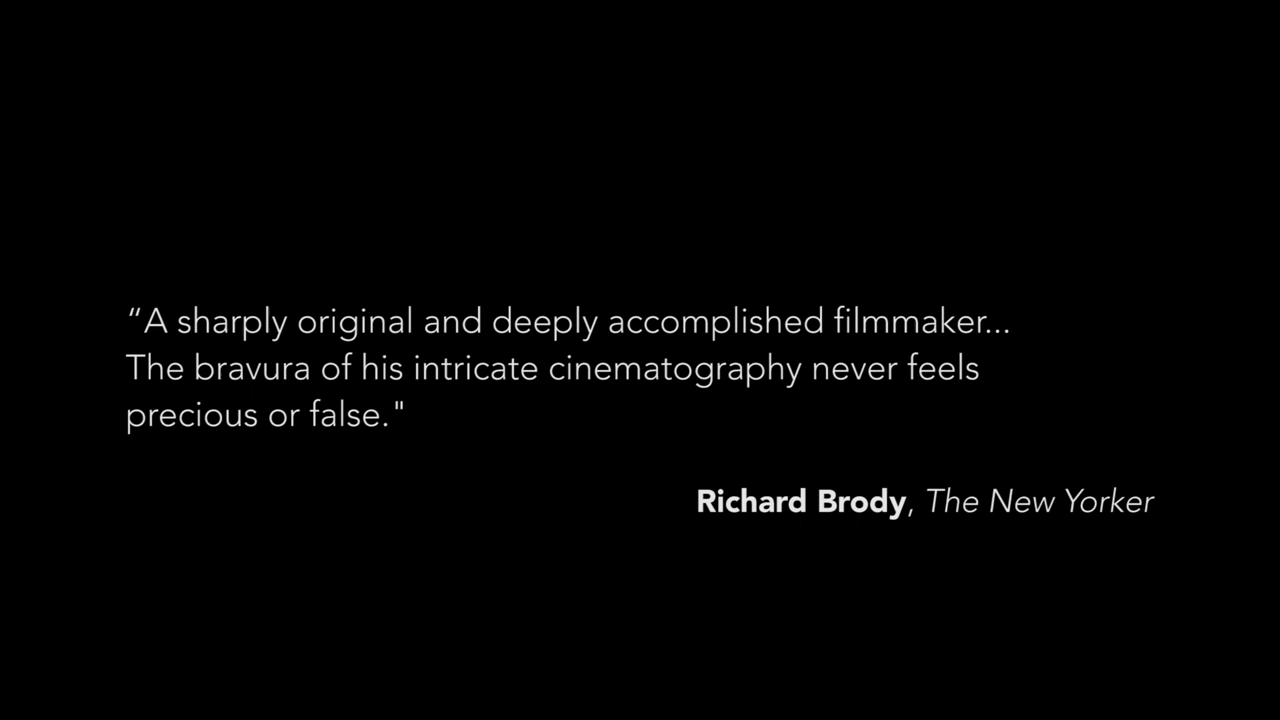 “A sharply original and deeply accomplished filmmaker...
The bravura of his intricate cinematography never feels
precious or false."
Richard Brody, The New Yorker